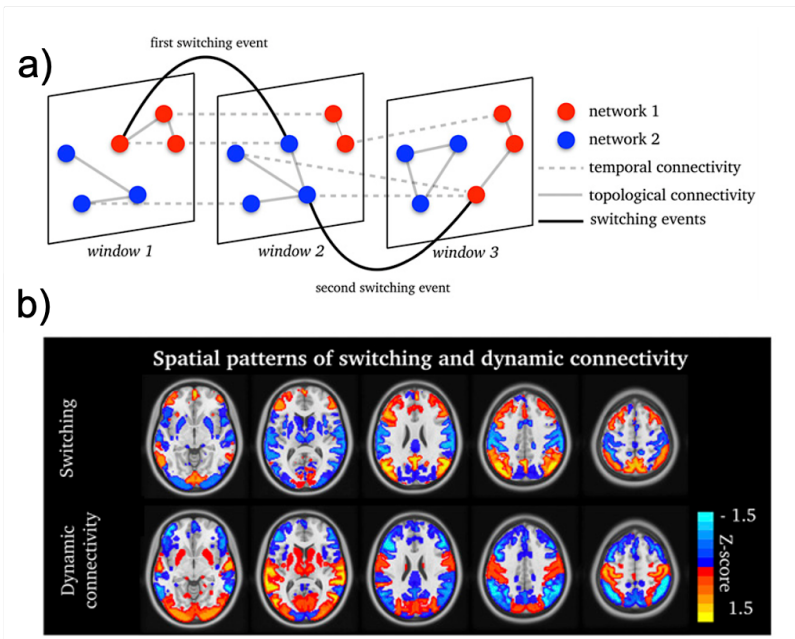 first switching event
a)
network 1
network 2
temporal connectivity
topological connectivity
switching events
window 1
window 2
window 3
second switching event
b)
Spatial patterns of switching and dynamic connectivity
Switching
Dynamic
connectivity
- 1.5
Z-score
1.5